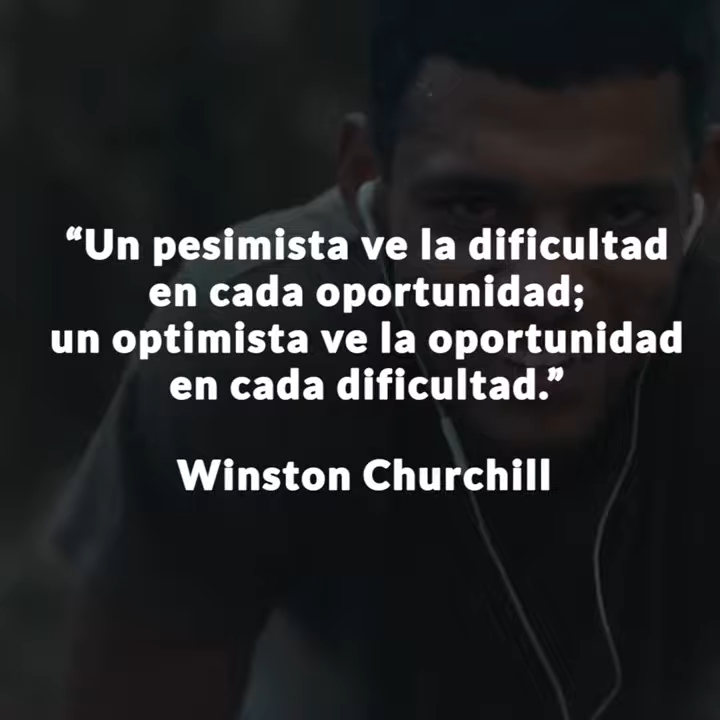 “Un pesimista ve la dificultad
en cada oportunidad;
un optimista ve la oportunidad
en cada dificultad.”
Winston Churchill